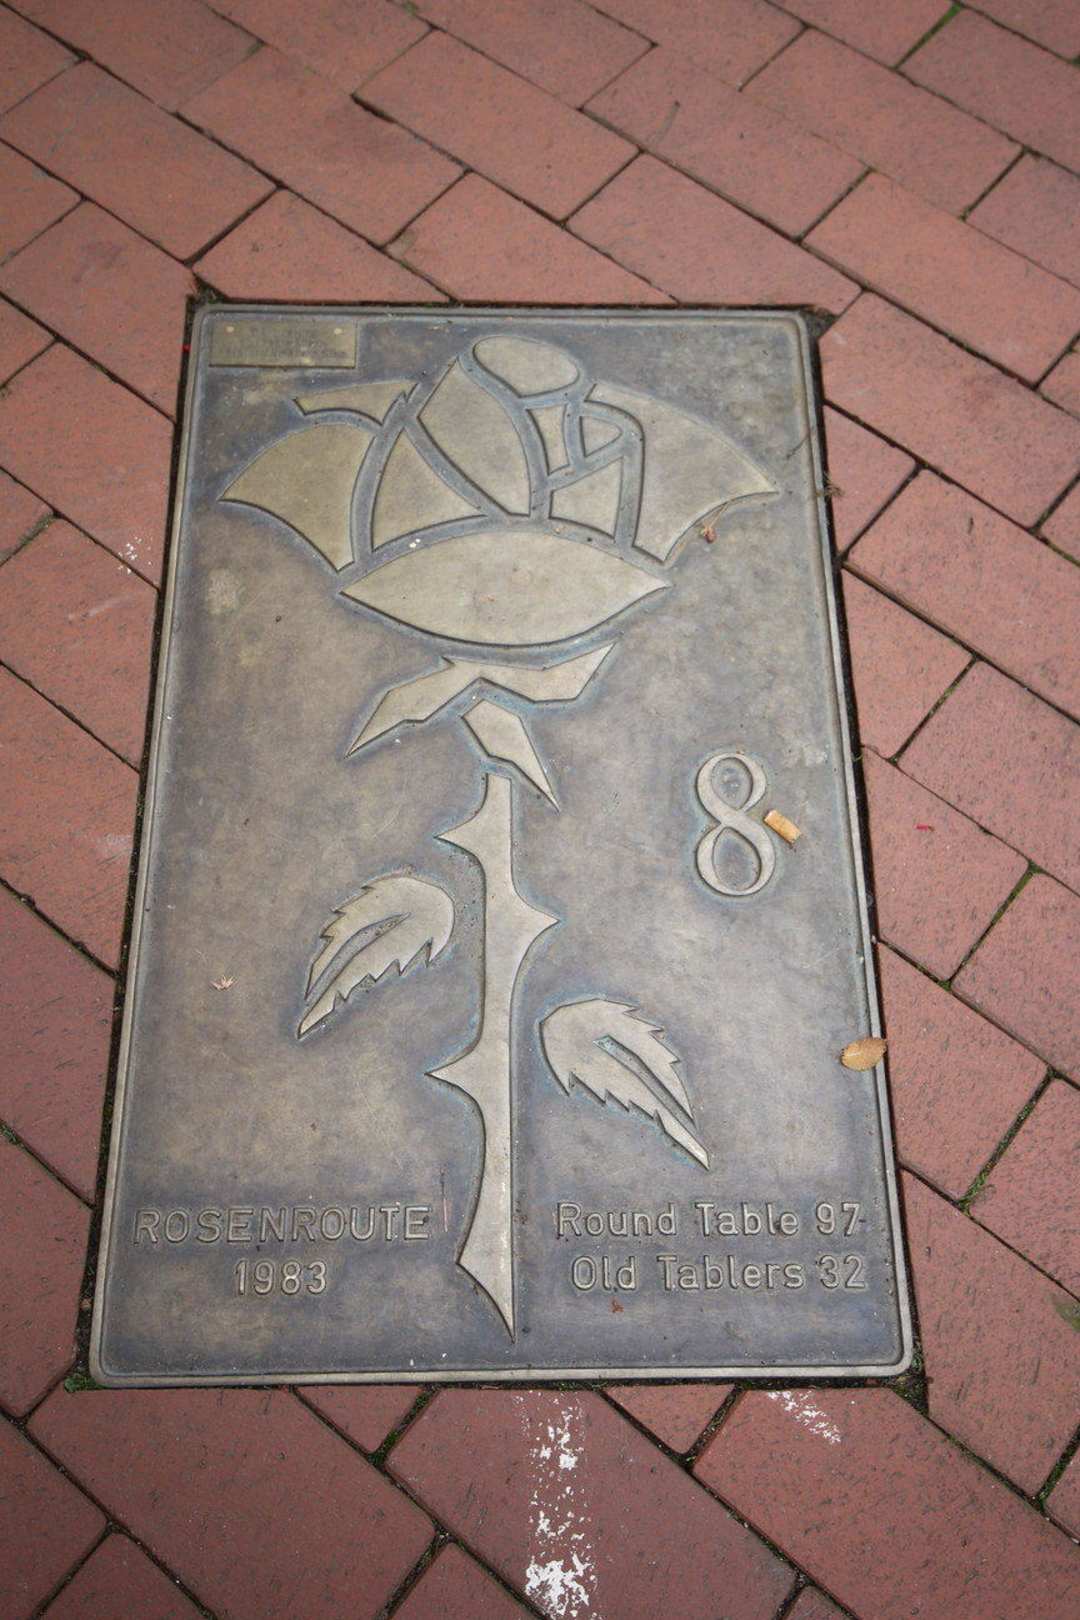 8
ROSENROUTE
1983
Round Table 97
Old Tablers 32